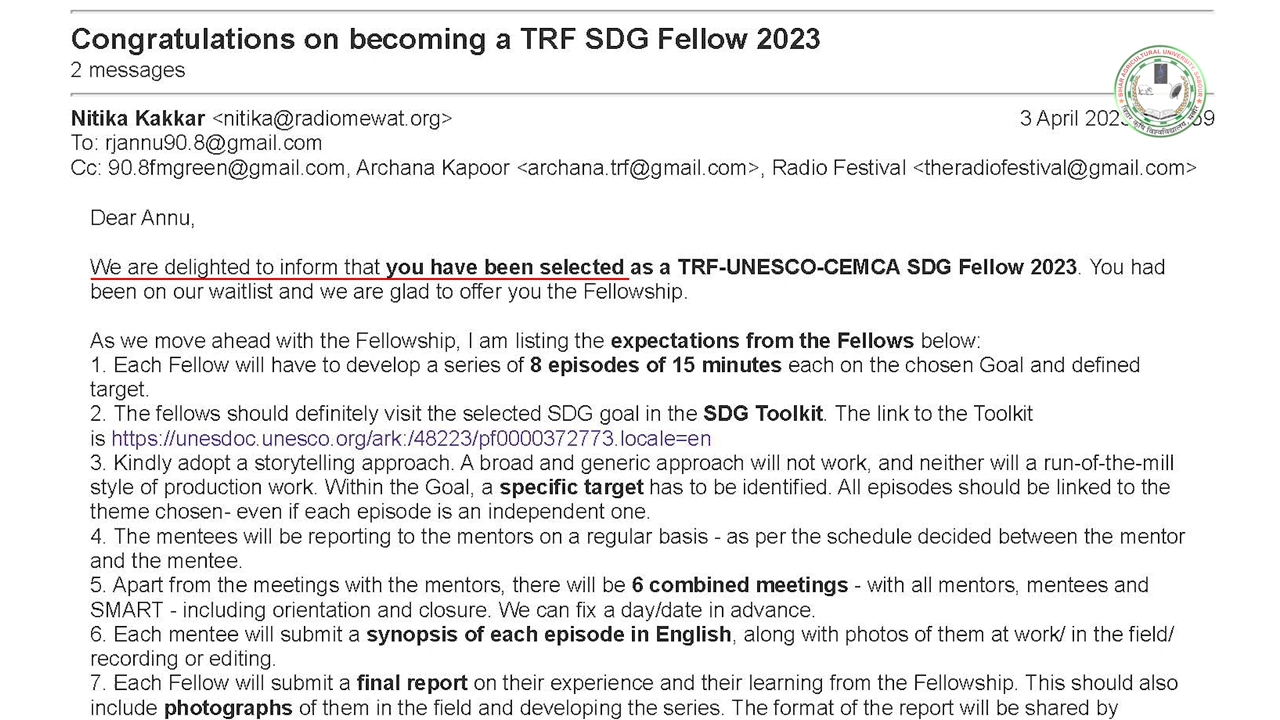 Congratulations on becoming a TRF SDG Fellow 2023
2 messages
Nitika Kakkar <nitika@radiomewat.org>
3 April 202
BIHAR AGRICULTURAL UNIVERSITY, SABOUR
बिहार कृषि विश्वविद्यालय, सबौर
To: rjannu90.8@gmail.com
Cc: 90.8fmgreen@gmail.com, Archana Kapoor <archana.trf@gmail.com>, Radio Festival <theradiofestival@gmail.com>
Dear Annu,
We are delighted to inform that you have been selected as a TRF-UNESCO-CEMCA SDG Fellow 2023. You had
been on our waitlist and we are glad to offer you the Fellowship.
As we move ahead with the Fellowship, I am listing the expectations from the Fellows below:
1. Each Fellow will have to develop a series of 8 episodes of 15 minutes each on the chosen Goal and defined
target.
2. The fellows should definitely visit the selected SDG goal in the SDG Toolkit. The link to the Toolkit
is https://unesdoc.unesco.org/ark:/48223/pf0000372773.locale=en
3. Kindly adopt a storytelling approach. A broad and generic approach will not work, and neither will a run-of-the-mill
style of production work. Within the Goal, a specific target has to be identified. All episodes should be linked to the
theme chosen- even if each episode is an independent one.
4. The mentees will be reporting to the mentors on a regular basis - as per the schedule decided between the mentor
and the mentee.
5. Apart from the meetings with the mentors, there will be 6 combined meetings - with all mentors, mentees and
SMART - including orientation and closure. We can fix a day/date in advance.
6. Each mentee will submit a synopsis of each episode in English, along with photos of them at work/ in the field/
recording or editing.
7. Each Fellow will submit a final report on their experience and their learning from the Fellowship. This should also
include photographs of them in the field and developing the series. The format of the report will be shared by